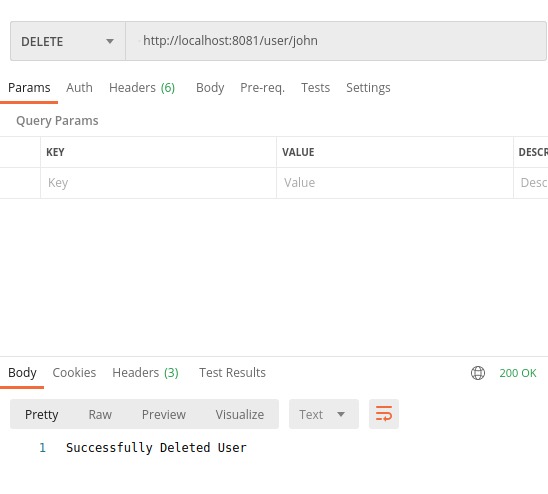 DELETE http://localhost:8081/user/john
Params Auth Headers (6) Body Pre-req. Tests Settings
Query Params
KEY VALUE DESCR
Key Value Desc
Body Cookies Headers (3) Test Results 200 OK
Pretty Raw Preview Visualize Text
1 Successfully Deleted User